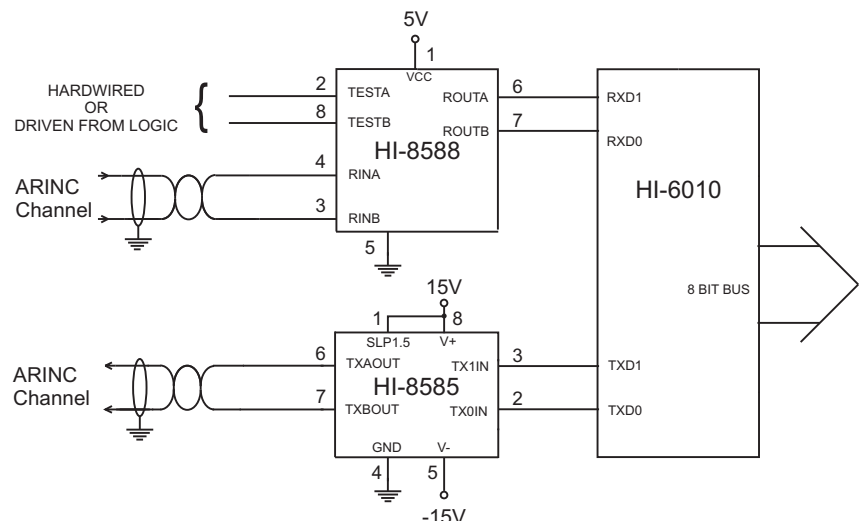 5V
1
VCC
HARDWIRED
OR
DRIVEN FROM LOGIC
{
2
TESTA
8
TESTB
ROUTA
6
ROUTB
7
HI-8588
RXD1
RXD0
HI-6010
ARINC
Channel
4
RINA
3
RINB
5
8 BIT BUS
15V
1
8
SLP1.5
V+
ARINC
Channel
6
TXAOUT
7
TXBOUT
HI-8585
TX1IN
3
TX0IN
2
TXD1
TXD0
GND
V-
4
5
-15V